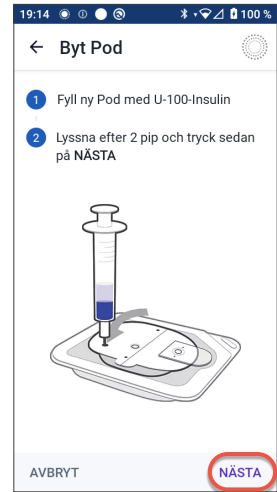 19:14 100 %
Byt Pod
1 Fyll ny Pod med U-100-Insulin
2 Lyssna efter 2 pip och tryck sedan
på NÄSTA
AVBRYT NÄSTA